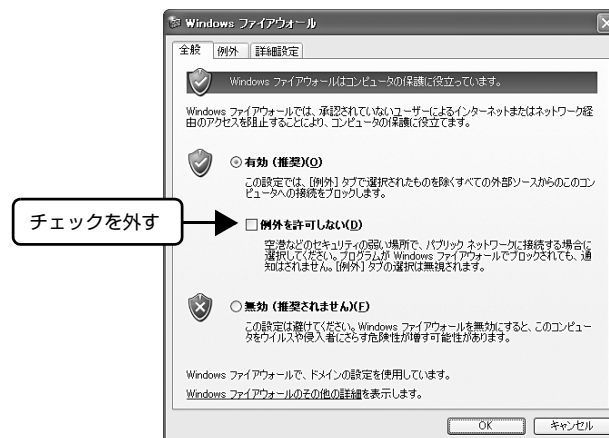 Windows ファイアウォール
全般 例外 詳細設定
Windows ファイアウォールはコンピュータの保護に役立っています。
Windows ファイアウォールでは、承認されていないユーザーによるインターネットまたはネットワーク経
由のアクセスを阻止することにより、コンピュータの保護に役立てます。
有効 (推奨)(O)
この設定では、[例外] タブで選択されたものを除くすべての外部ソースからのこのコン
ピュータへの接続をブロックします。
チェックを外す
例外を許可しない(D)
空港などのセキュリティの弱い場所で、パブリック ネットワークに接続する場合に
選択してください。プログラムが Windows ファイアウォールでブロックされても、通
知はされません。[例外] タブの選択は無視されます。
無効 (推奨されません)(F)
この設定は避けてください。Windows ファイアウォールを無効にすると、このコンピュー
タをウイルスや侵入者にさらす危険性が増す可能性があります。
Windows ファイアウォールで、ドメインの設定を使用しています。
Windows ファイアウォールのその他の詳細を表示します。
OK キャンセル